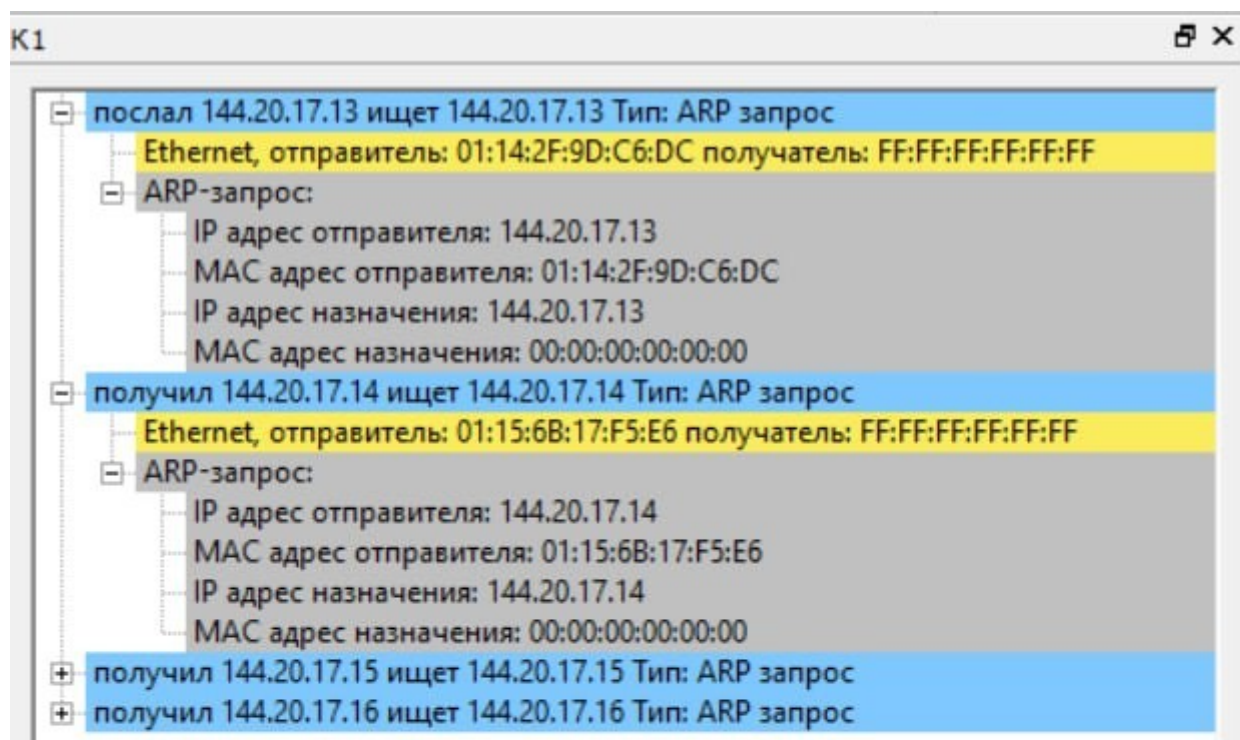 K1
послал 144.20.17.13 ищет 144.20.17.13 Тип: ARP запрос
Ethernet, отправитель: 01:14:2F:9D:C6:DC получатель: FF:FF:FF:FF:FF:FF
ARP-запрос:
IP адрес отправителя: 144.20.17.13
MAC адрес отправителя: 01:14:2F:9D:C6:DC
IP адрес назначения: 144.20.17.13
MAC адрес назначения: 00:00:00:00:00:00
получил 144.20.17.14 ищет 144.20.17.14 Тип: ARP запрос
Ethernet, отправитель: 01:15:6B:17:F5:E6 получатель: FF:FF:FF:FF:FF:FF
ARP-запрос:
IP адрес отправителя: 144.20.17.14
MAC адрес отправителя: 01:15:6B:17:F5:E6
IP адрес назначения: 144.20.17.14
MAC адрес назначения: 00:00:00:00:00:00
получил 144.20.17.15 ищет 144.20.17.15 Тип: ARP запрос
получил 144.20.17.16 ищет 144.20.17.16 Тип: ARP запрос